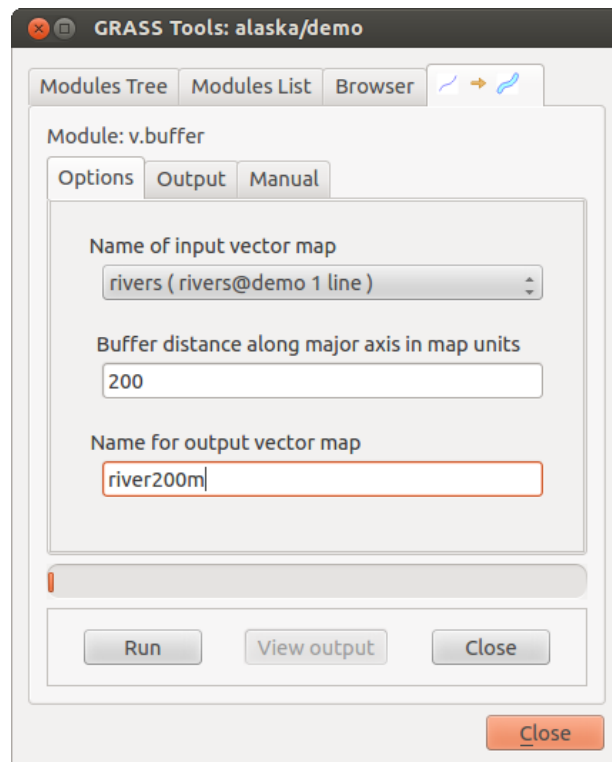 GRASS Tools: alaska/demo
Modules Tree Modules List Browser
Module: v.buffer
Options Output Manual
Name of input vector map
rivers ( rivers@demo 1 line )
Buffer distance along major axis in map units
200
Name for output vector map
river200m
Run View output Close
Close